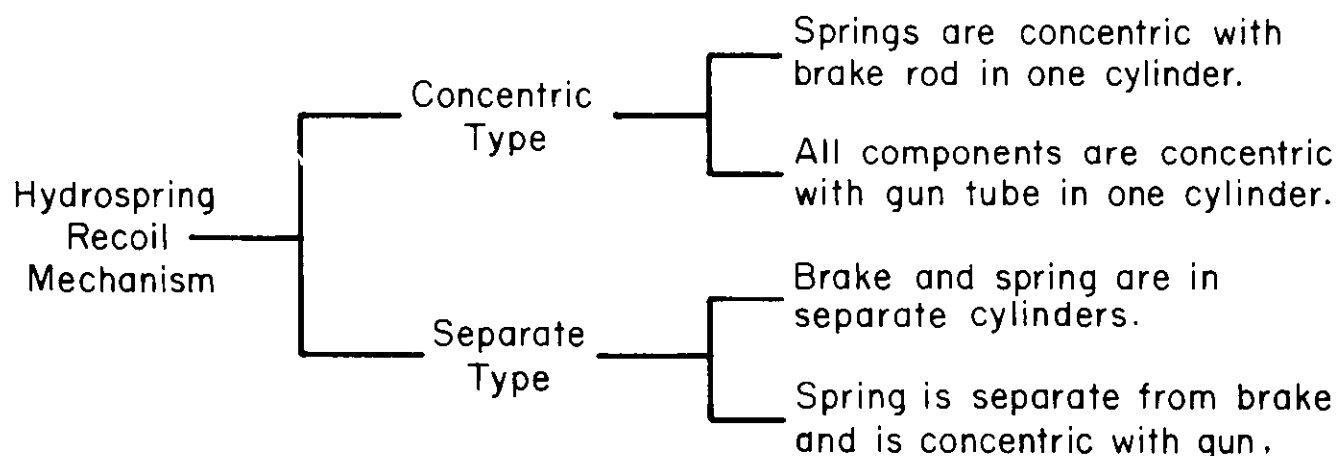 Springs are concentric with
brake rod in one cylinder.
Concentric
Type
All components are concentric
with gun tube in one cylinder.
Hydrospring
Recoil
Mechanism
Brake and spring are in
separate cylinders.
Separate
Type
Spring is separate from brake
and is concentric with gun.